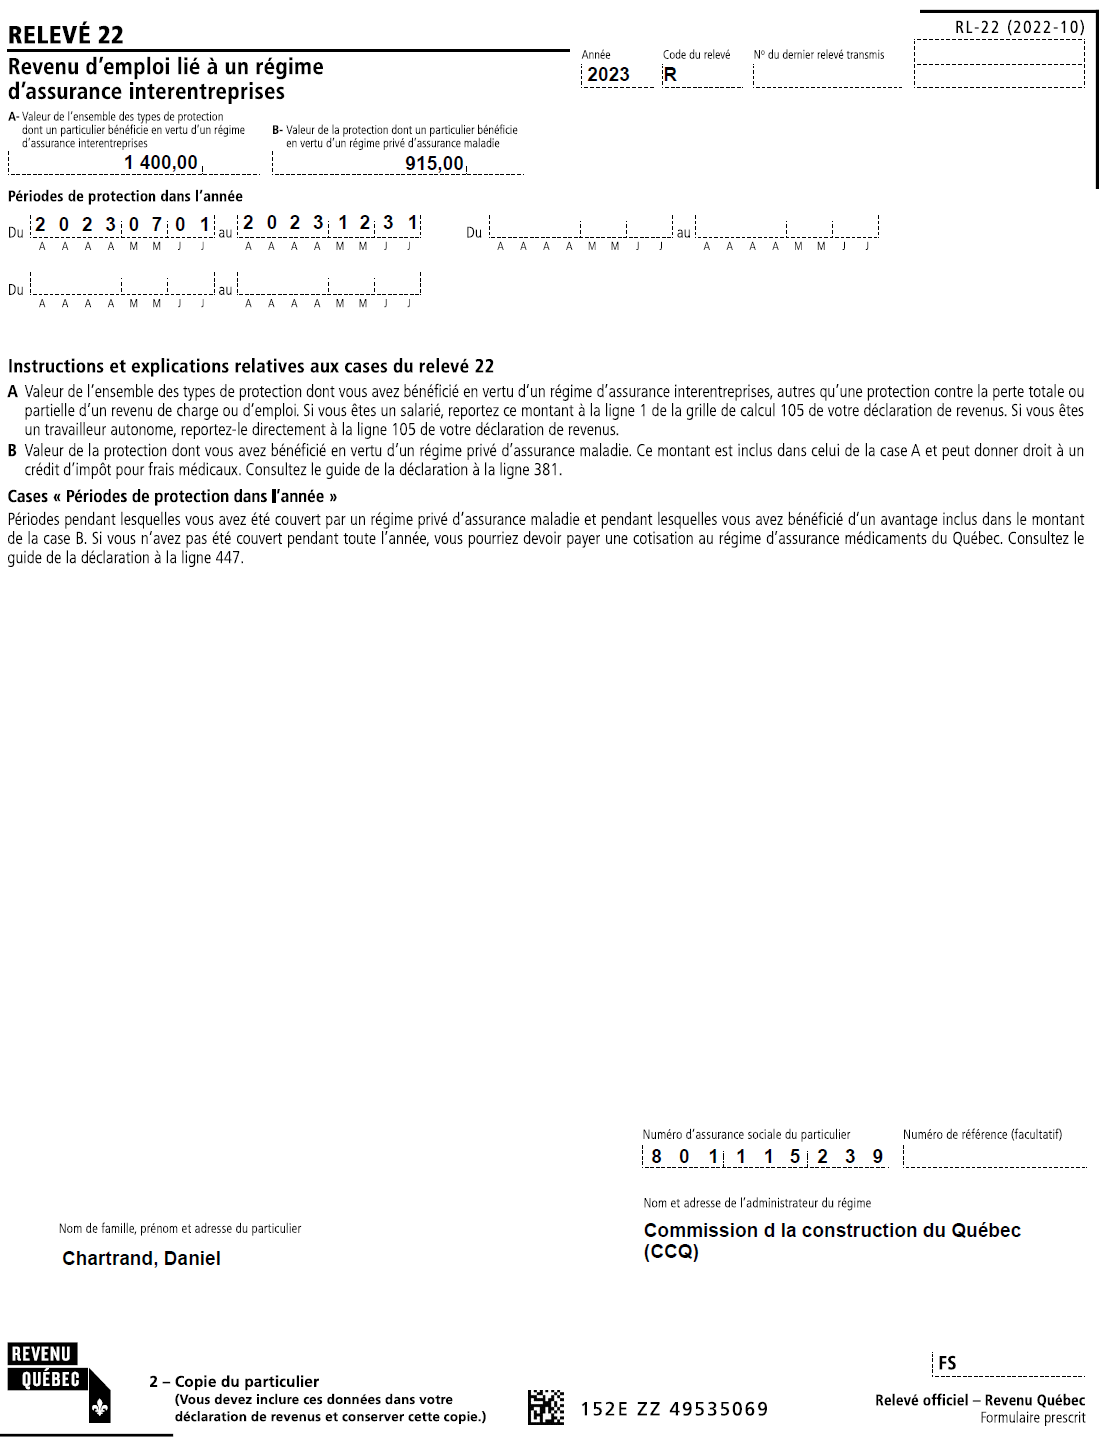 RELEVÉ 22
RL-22 (2022-10)
Revenu d'emploi lié à un régime
d'assurance interentreprises
Année
2023
Code du relevé
R
Nº du dernier relevé transmis
A- Valeur de l'ensemble des types de protection
dont un particulier bénéficie en vertu d'un régime
d'assurance interentreprises
1 400,00
B- Valeur de la protection dont un particulier bénéficie
en vertu d'un régime privé d'assurance maladie
915,00
Périodes de protection dans l'année
Du 2 0 2 3 0 7 0 1 au 2 0 2 3 1 2 3 1 Du au
A A A A M M J J A A A A M M J J A A A A M M J J A A A A M M J J
Du au
A A A A M M J J A A A A M M J J
Instructions et explications relatives aux cases du relevé 22
A Valeur de l'ensemble des types de protection dont vous avez bénéficié en vertu d'un régime d'assurance interentreprises, autres qu'une protection contre la perte totale ou
partielle d'un revenu de charge ou d'emploi. Si vous êtes un salarié, reportez ce montant à la ligne 1 de la grille de calcul 105 de votre déclaration de revenus. Si vous êtes
un travailleur autonome, reportez-le directement à la ligne 105 de votre déclaration de revenus.
B Valeur de la protection dont vous avez bénéficié en vertu d'un régime privé d'assurance maladie. Ce montant est inclus dans celui de la case A et peut donner droit à un
crédit d'impôt pour frais médicaux. Consultez le guide de la déclaration à la ligne 381.
Cases « Périodes de protection dans l'année »
Périodes pendant lesquelles vous avez été couvert par un régime privé d'assurance maladie et pendant lesquelles vous avez bénéficié d'un avantage inclus dans le montant
de la case B. Si vous n'avez pas été couvert pendant toute l'année, vous pourriez devoir payer une cotisation au régime d'assurance médicaments du Québec. Consultez le
guide de la déclaration à la ligne 447.
Numéro d'assurance sociale du particulier
8 0 1 1 1 5 2 3 9
Numéro de référence (facultatif)
Nom et adresse de l'administrateur du régime
Commission d la construction du Québec
(CCQ)
Nom de famille, prénom et adresse du particulier
Chartrand, Daniel
REVENU
QUÉBEC
2 – Copie du particulier
(Vous devez inclure ces données dans votre
déclaration de revenus et conserver cette copie.)
152E ZZ 49535069
FS
Relevé officiel – Revenu Québec
Formulaire prescrit